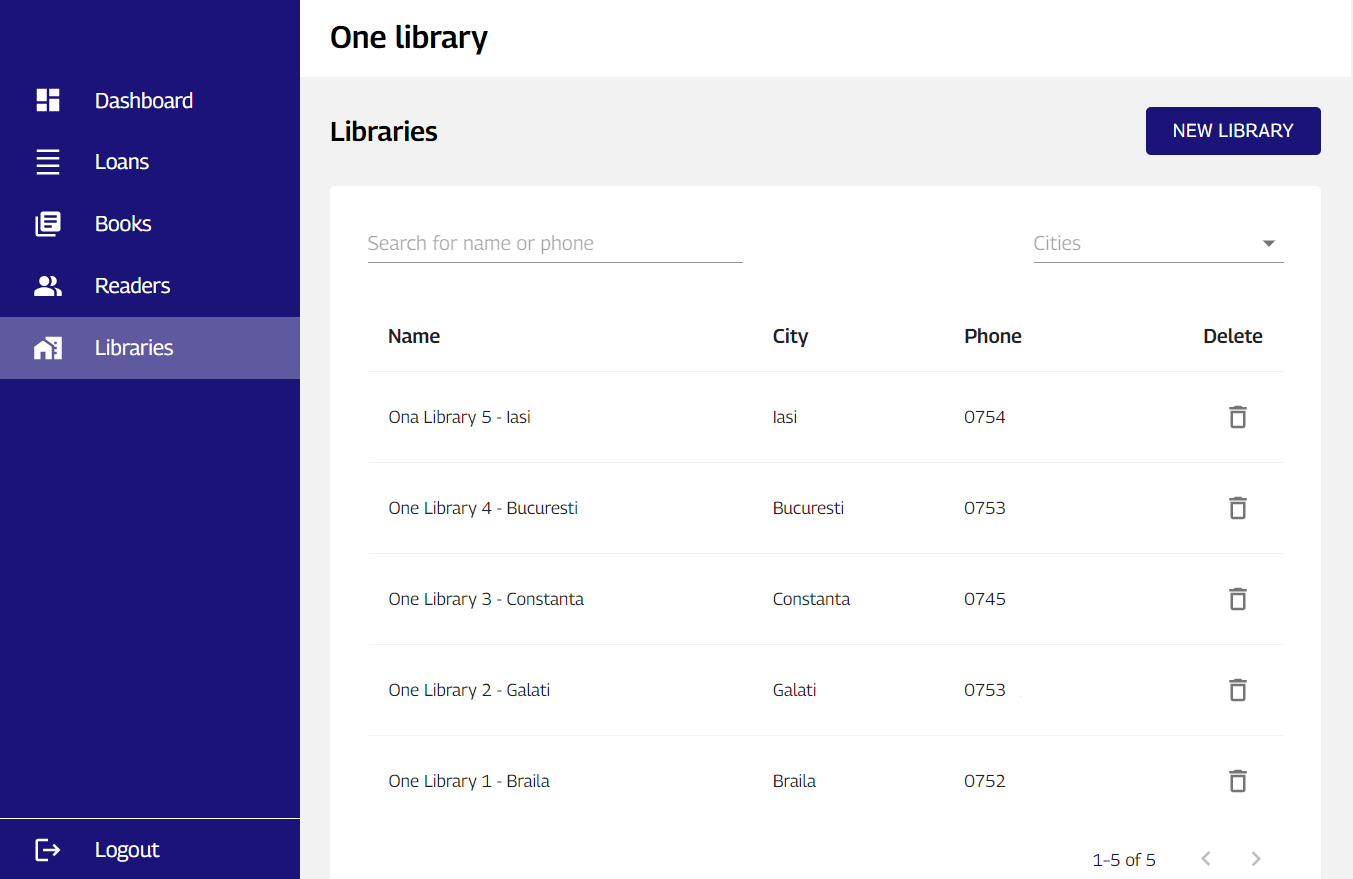 One library
Dashboard
Loans
Books
Readers
Libraries
Logout
Libraries
NEW LIBRARY
Search for name or phone
Cities
Name City Phone Delete
Ona Library 5 - Iasi Iasi 0754
One Library 4 - Bucuresti Bucuresti 0753
One Library 3 - Constanta Constanta 0745
One Library 2 - Galati Galati 0753
One Library 1 - Braila Braila 0752
1–5 of 5